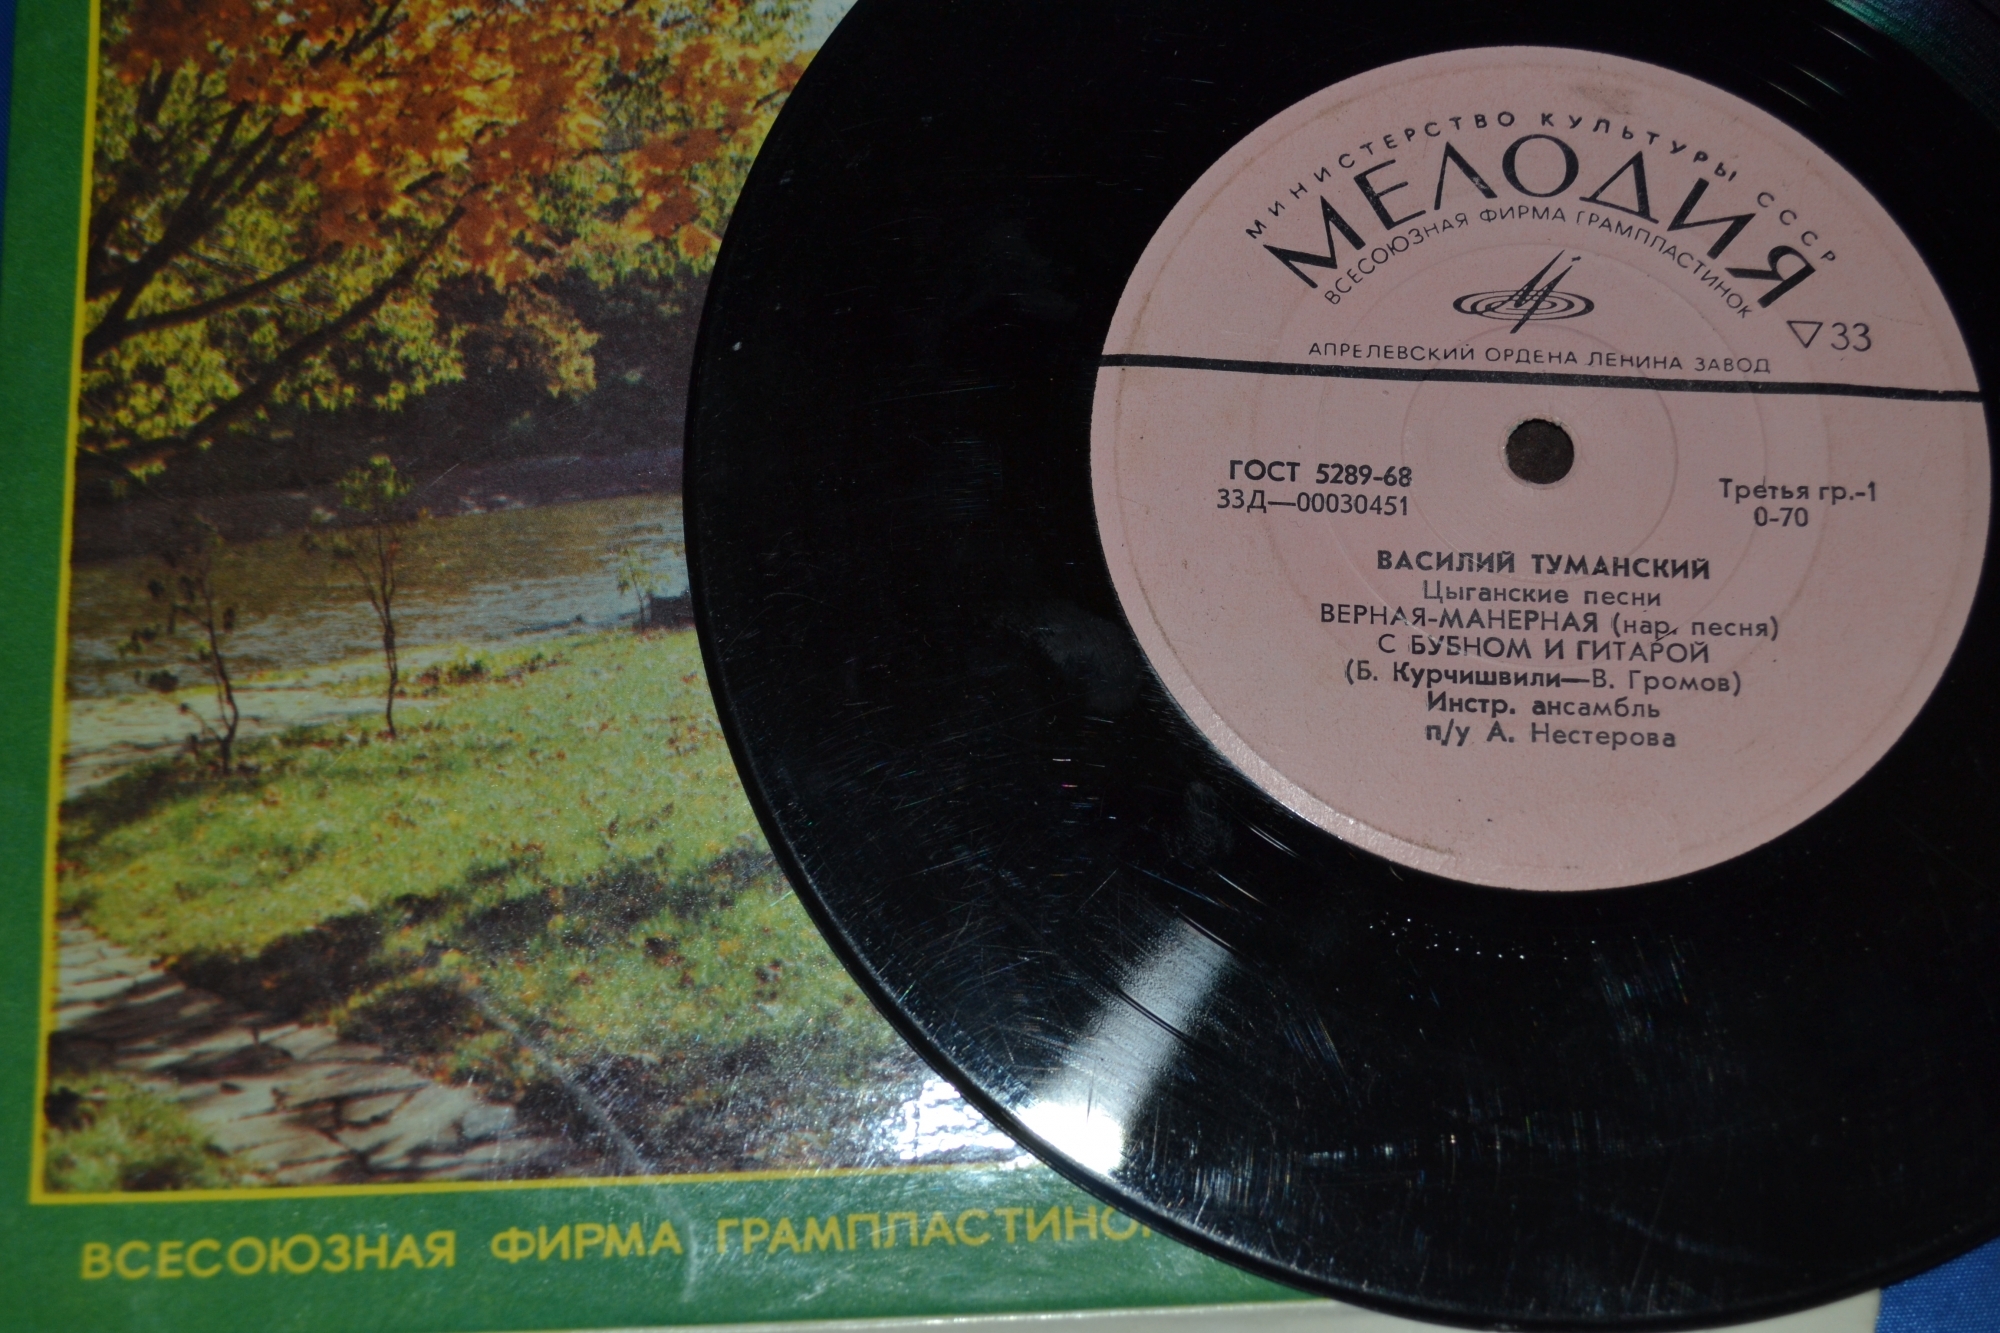 МИНИСТЕРСТВО КУЛЬТУРЫ СССР
МЕЛОДИЯ
ВСЕСОЮЗНАЯ ФИРМА ГРАМПЛАСТИНОК
▽33
АПРЕЛЕВСКИЙ ОРДЕНА ЛЕНИНА ЗАВОД
ГОСТ 5289-68
33Д—00030451
Третья гр.-1
0-70
ВАСИЛИЙ ТУМАНСКИЙ
Цыганские песни
ВЕРНАЯ-МАНЕРНАЯ (нар. песня)
С БУБНОМ И ГИТАРОЙ
(Б. Курчишвили—В. Громов)
Инстр. ансамбль
п/у А. Нестерова
ВСЕСОЮЗНАЯ ФИРМА ГРАМПЛАСТИНО